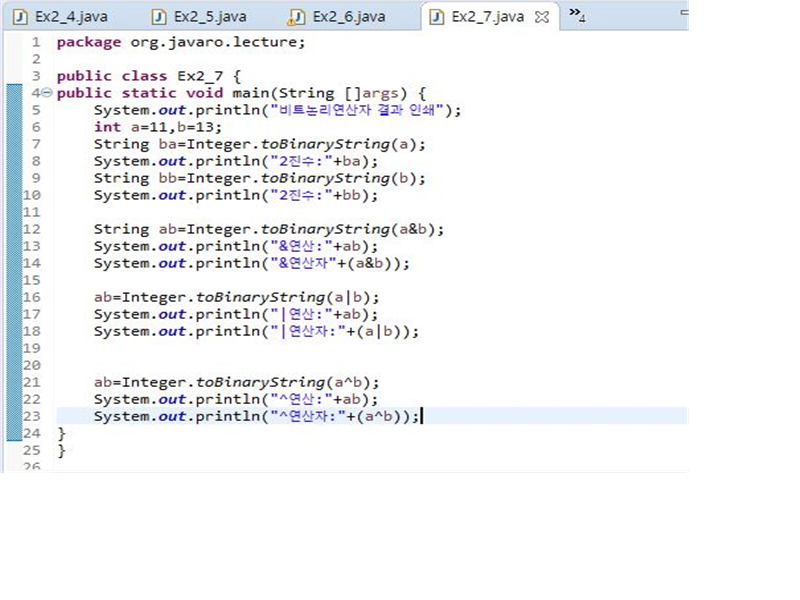 Ex2_4.java Ex2_5.java Ex2_6.java Ex2_7.java »4
1 package org.javaro.lecture;
2
3 public class Ex2_7 {
4 public static void main(String []args) {
5 System.out.println("비트논리연산자 결과 인쇄");
6 int a=11,b=13;
7 String ba=Integer.toBinaryString(a);
8 System.out.println("2진수:"+ba);
9 String bb=Integer.toBinaryString(b);
10 System.out.println("2진수:"+bb);
11
12 String ab=Integer.toBinaryString(a&b);
13 System.out.println("&연산:"+ab);
14 System.out.println("&연산자"+(a&b));
15
16 ab=Integer.toBinaryString(a|b);
17 System.out.println("|연산:"+ab);
18 System.out.println("|연산자:"+(a|b));
19
20
21 ab=Integer.toBinaryString(a^b);
22 System.out.println("^연산:"+ab);
23 System.out.println("^연산자:"+(a^b));
24 }
25 }
26